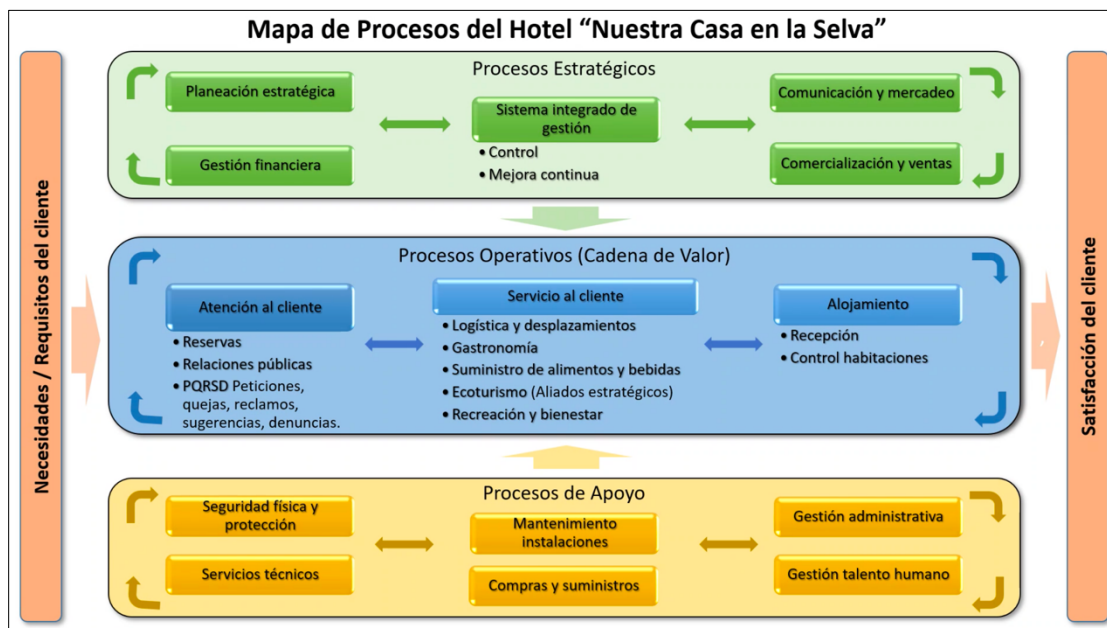 Mapa de Procesos del Hotel “Nuestra Casa en la Selva”
Necesidades / Requisitos del cliente
Procesos Estratégicos
Planeación estratégica
Gestión financiera
Sistema integrado de
gestión
• Control
• Mejora continua
Comunicación y mercadeo
Comercialización y ventas
Procesos Operativos (Cadena de Valor)
Atención al cliente
• Reservas
• Relaciones públicas
• PQRSD Peticiones,
quejas, reclamos,
sugerencias, denuncias.
Servicio al cliente
• Logística y desplazamientos
• Gastronomía
• Suministro de alimentos y bebidas
• Ecoturismo (Aliados estratégicos)
• Recreación y bienestar
Alojamiento
• Recepción
• Control habitaciones
Procesos de Apoyo
Seguridad física y
protección
Servicios técnicos
Mantenimiento
instalaciones
Compras y suministros
Gestión administrativa
Gestión talento humano
Satisfacción del cliente